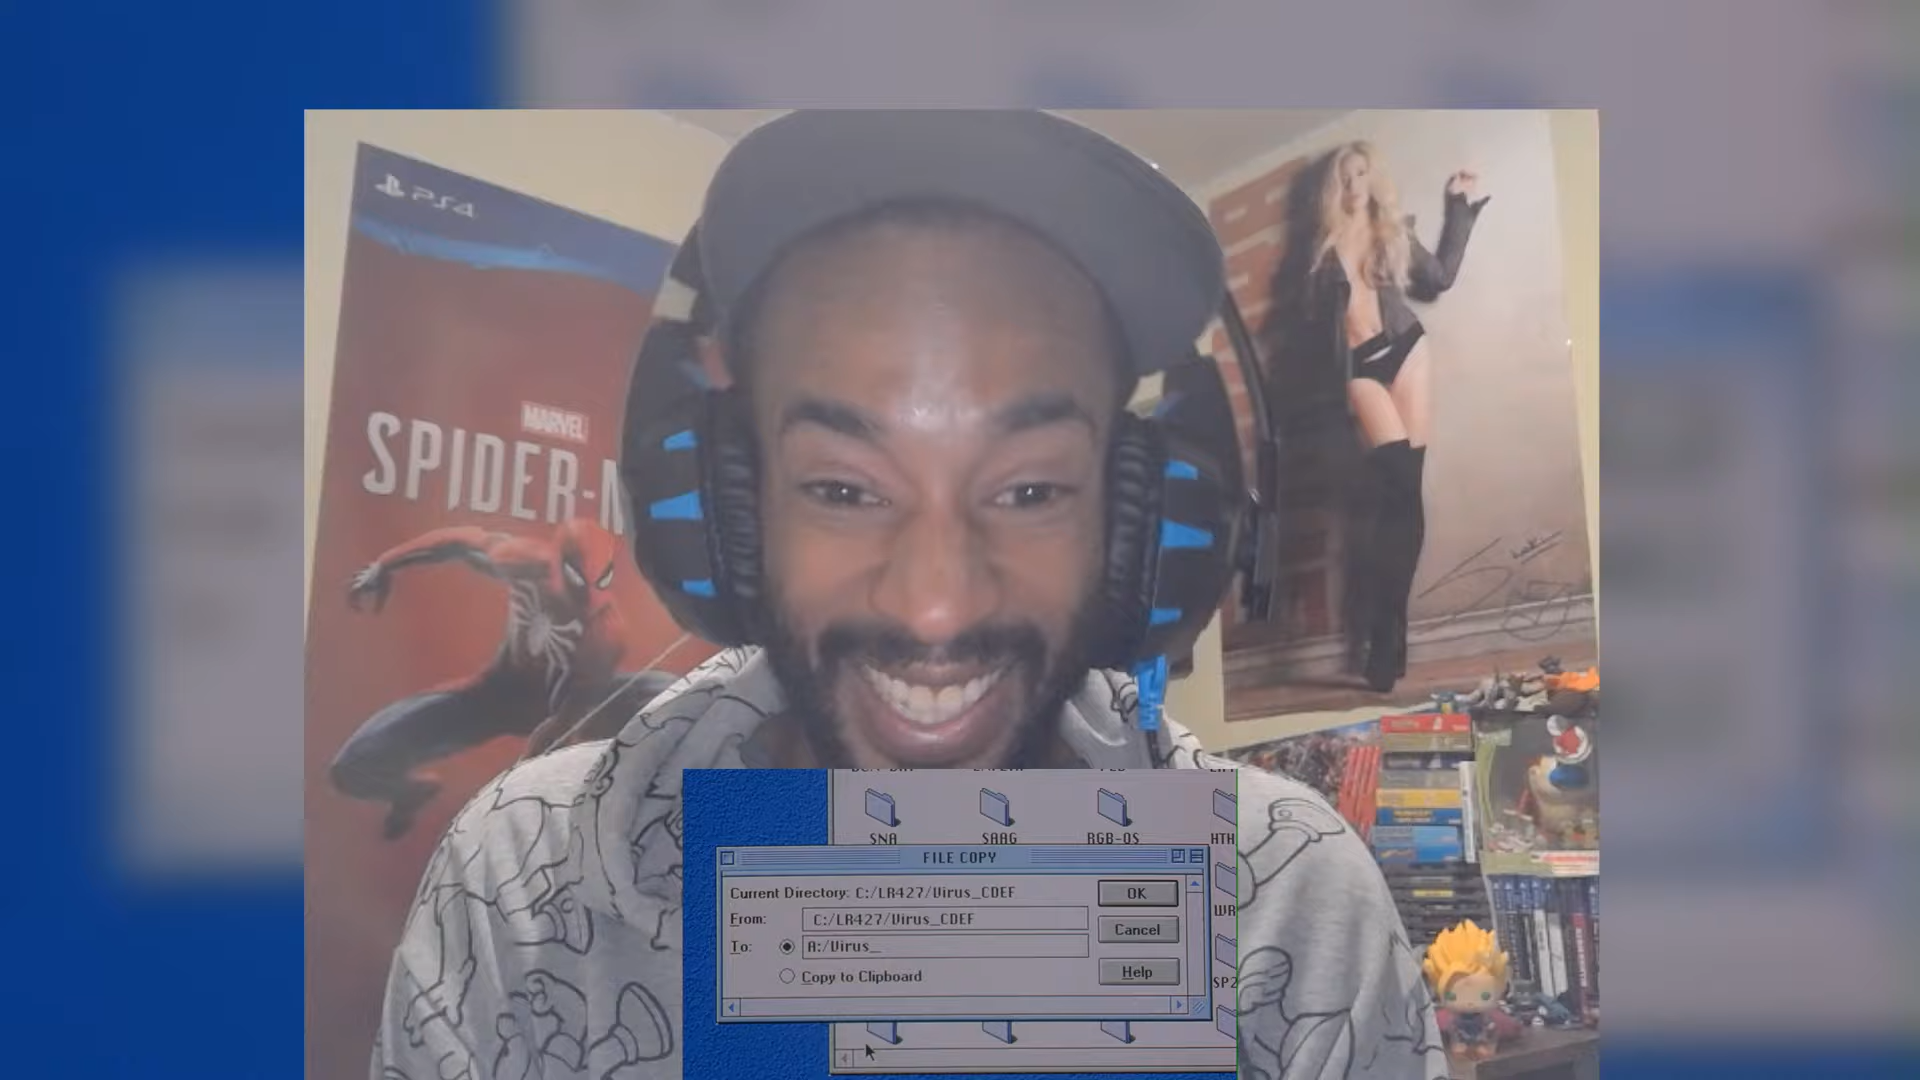 PS4
MARVEL
SPIDER-M
SNA
SAAG
RGB-OS
HTH
FILE COPY
Current Directory: C:/LR427/Virus_CDEF
From: C:/LR427/Virus_CDEF
To: A:/Virus_
Copy to Clipboard
OK
Cancel
Help
WR
SP2